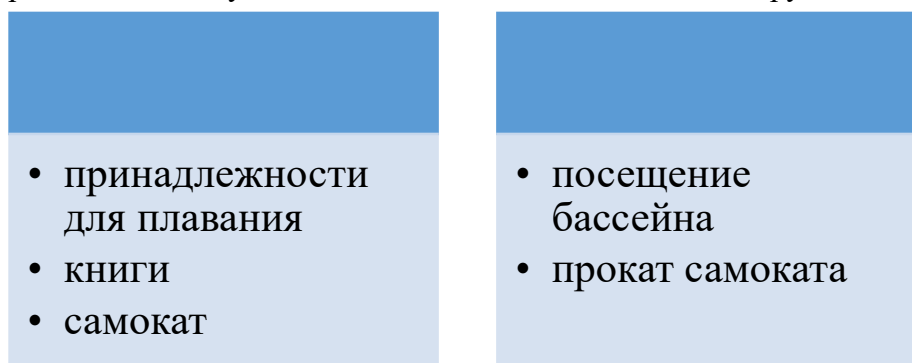 • принадлежности
для плавания
• книги
• самокат
• посещение
бассейна
• прокат самоката